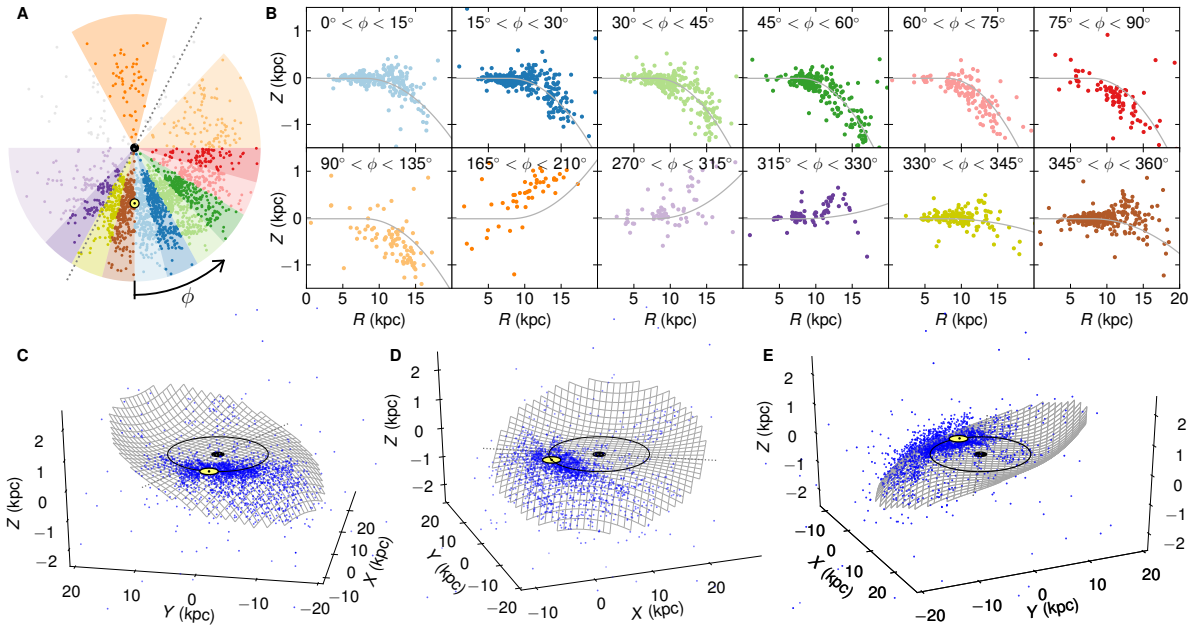 A
ϕ
B
0° < ϕ < 15°
15° < ϕ < 30°
30° < ϕ < 45°
45° < ϕ < 60°
60° < ϕ < 75°
75° < ϕ < 90°
1
0
−1
Z (kpc)
90° < ϕ < 135°
165° < ϕ < 210°
270° < ϕ < 315°
315° < ϕ < 330°
330° < ϕ < 345°
345° < ϕ < 360°
1
0
−1
Z (kpc)
0 5 10 15
5 10 15
5 10 15
5 10 15
5 10 15
5 10 15 20
R (kpc)
R (kpc)
R (kpc)
R (kpc)
R (kpc)
R (kpc)
C
2
1
0
−1
−2
Z (kpc)
20 10 0 −10 −20
Y (kpc)
20
10
0
X (kpc)
D
2
1
0
−1
−2
Z (kpc)
20
10
0
−10
Y (kpc)
−10 0 10 20
X (kpc)
E
2
1
0
−1
−2
Z (kpc)
−10
0
10
20
X (kpc)
−20 −10 0 10 20
Y (kpc)
2
1
0
−1
−2